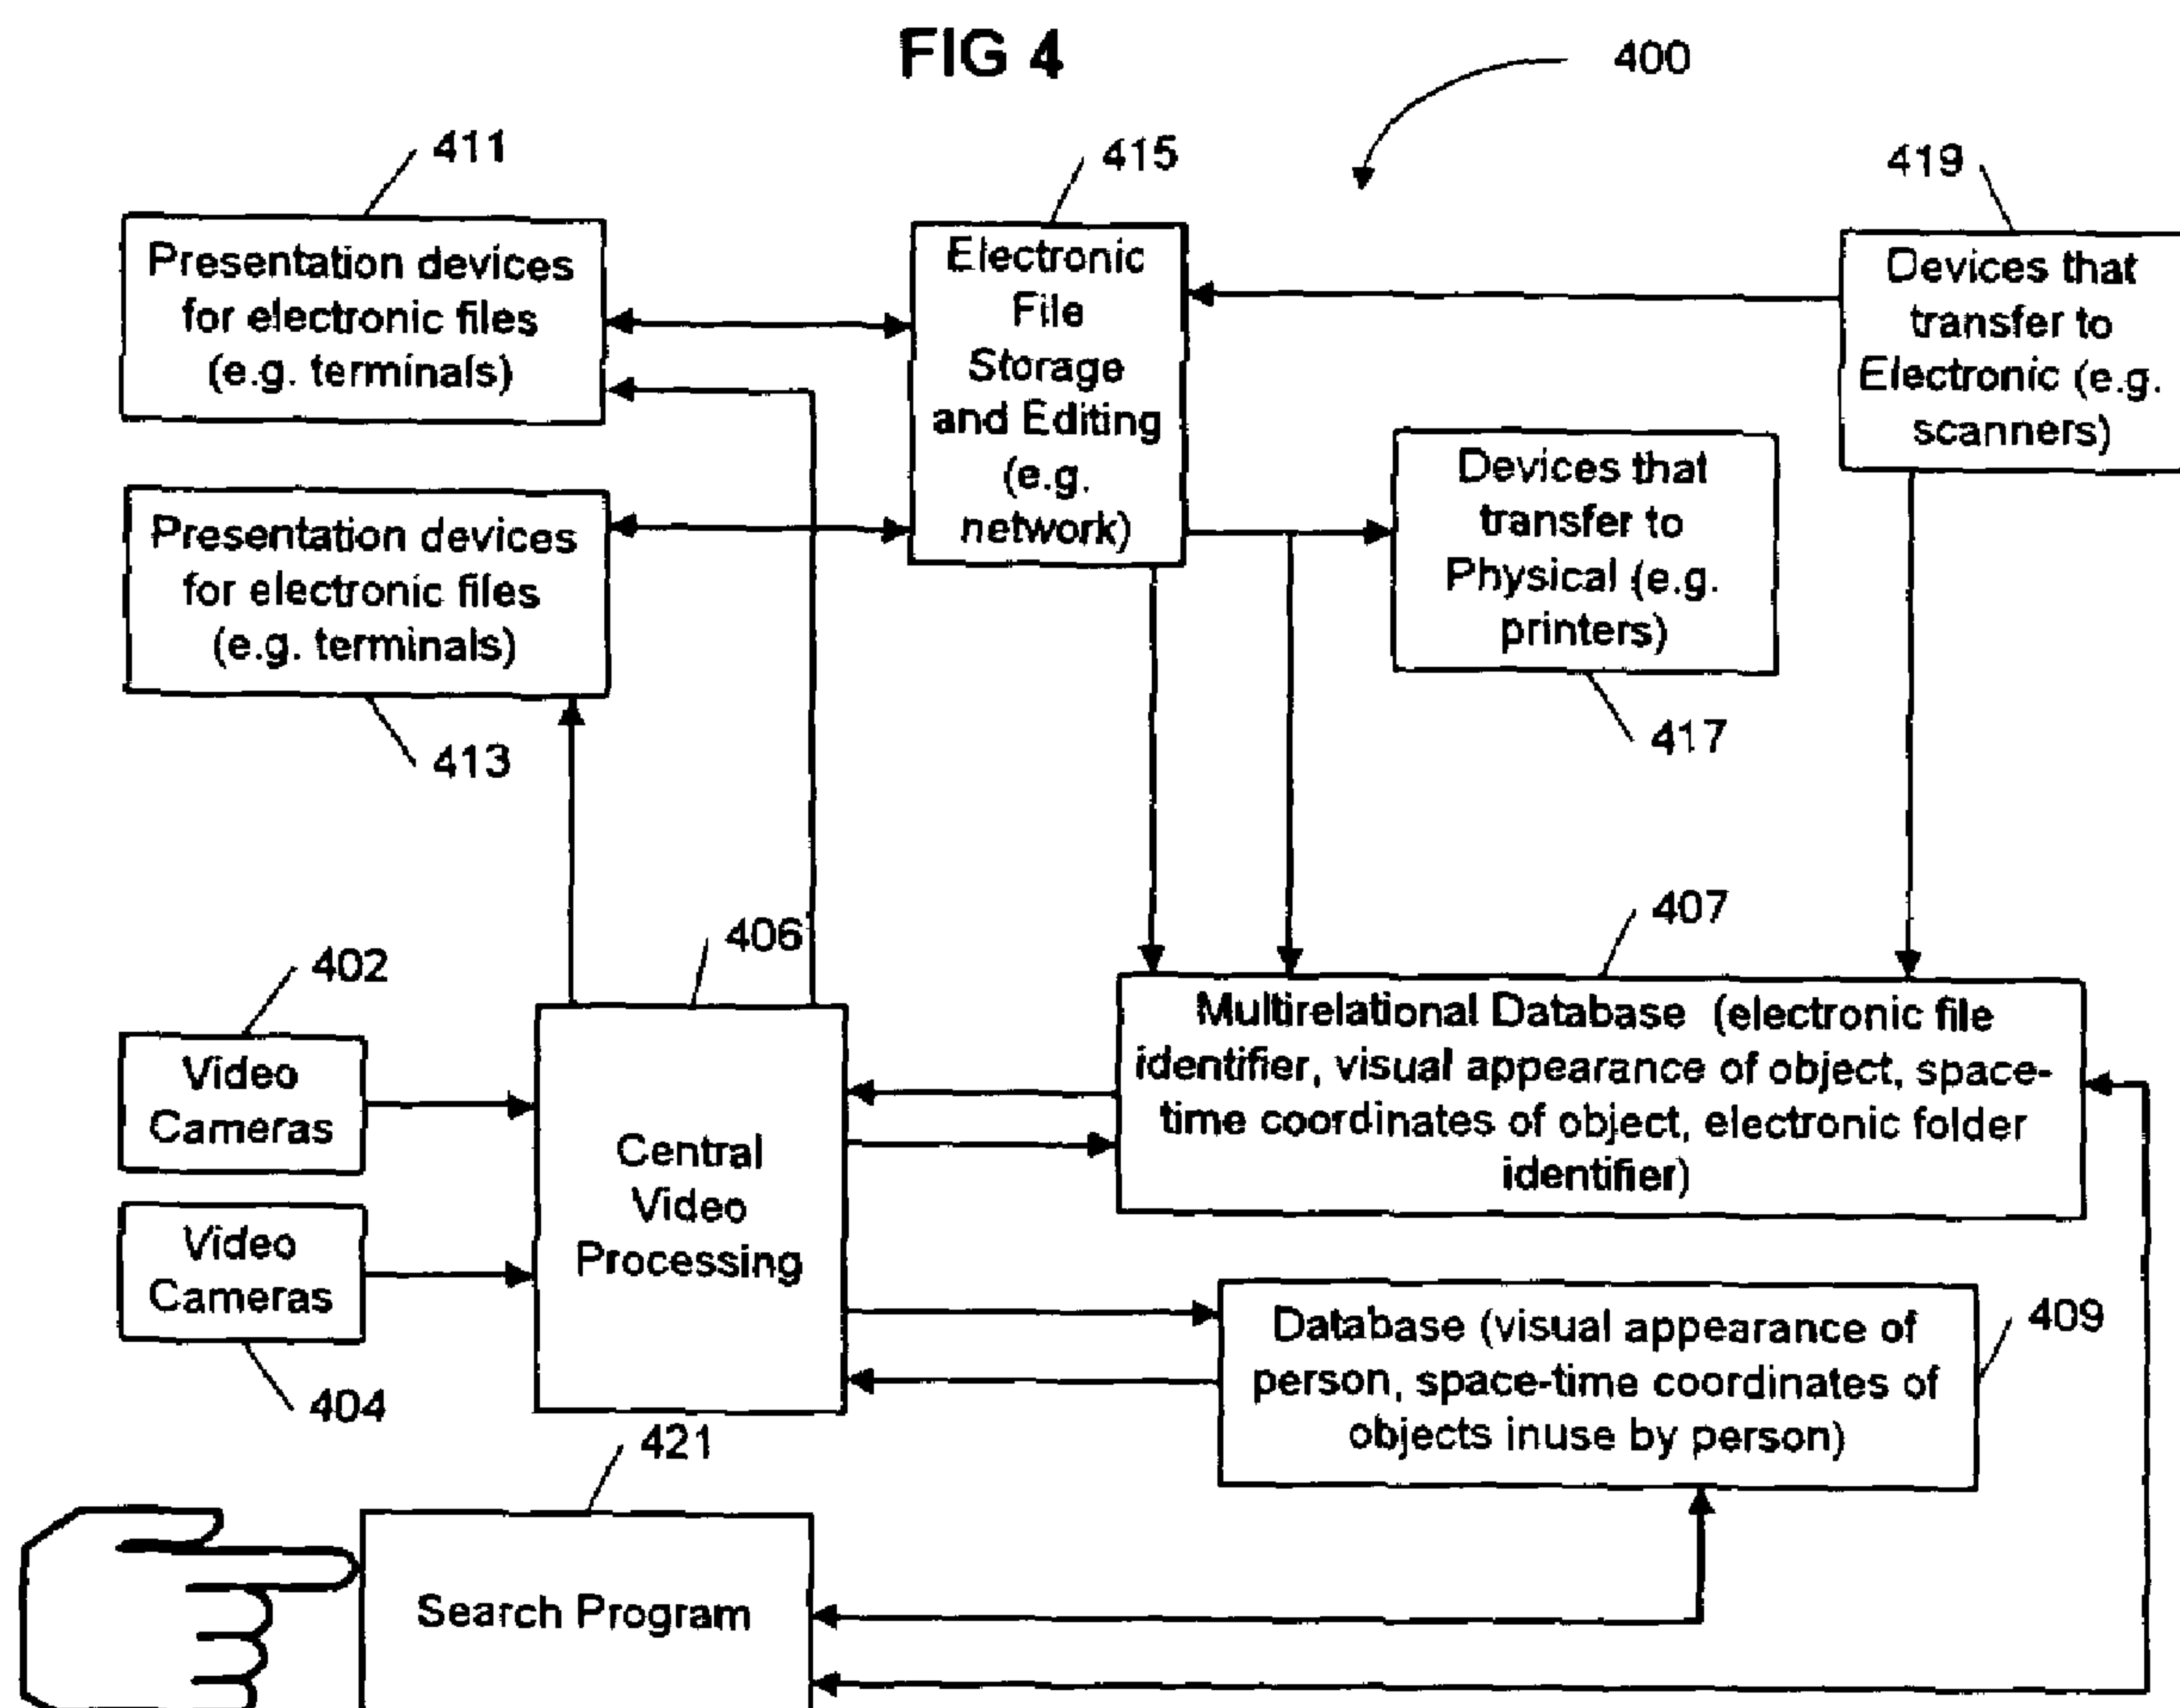 FIG 4
400
411
415
419
Presentation devices
for electronic files
(e.g. terminals)
Electronic
File
Storage
and Editing
(e.g.
network)
Devices that
transfer to
Electronic (e.g.
scanners)
Devices that
transfer to
Physical (e.g.
printers)
417
Presentation devices
for electronic files
(e.g. terminals)
413
406
407
402
Video
Cameras
Video
Cameras
404
Central
Video
Processing
Multirelational Database (electronic file
identifier, visual appearance of object, space-
time coordinates of object, electronic folder
identifier)
Database (visual appearance of
person, space-time coordinates of
objects inuse by person)
409
421
Search Program